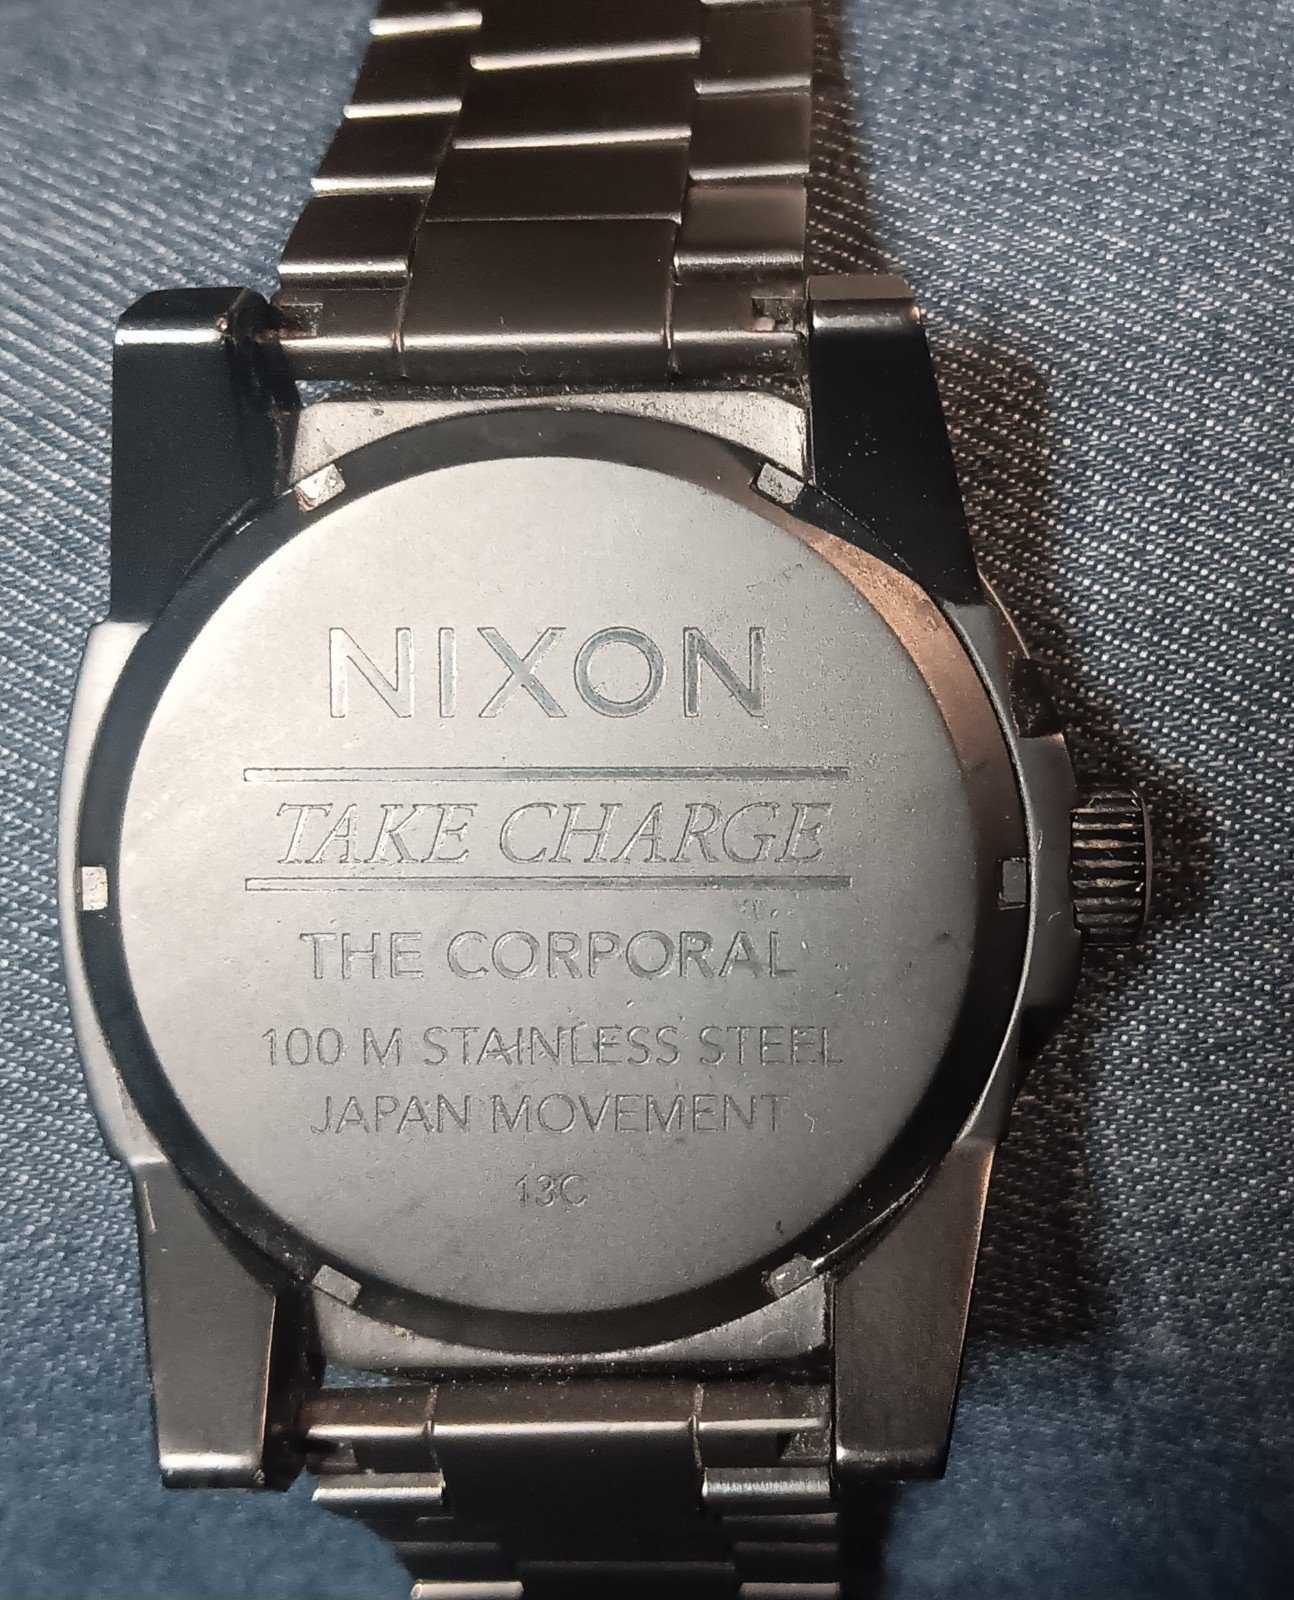 NIXON
TAKE CHARGE
THE CORPORAL
100 M STAINLESS STEEL
JAPAN MOVEMENT
13C